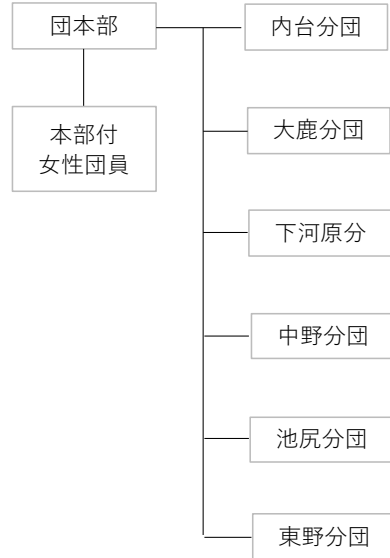 団本部
内台分団
本部付
女性団員
大鹿分団
下河原分
中野分団
池尻分団
東野分団